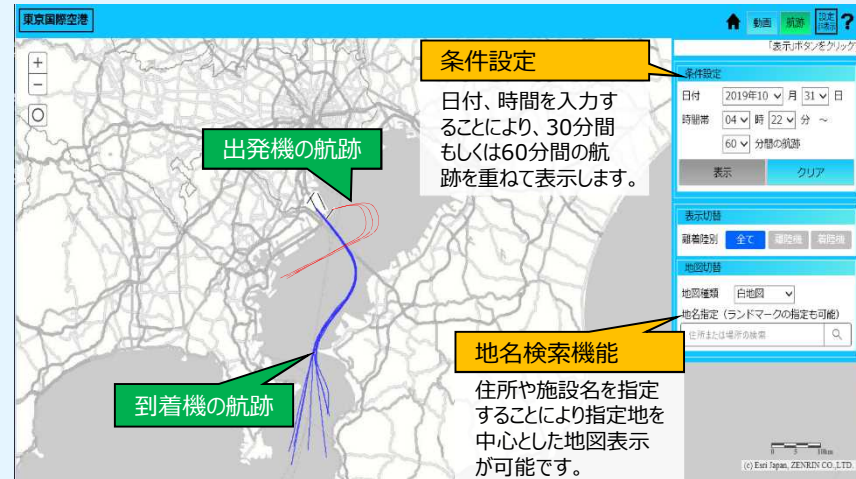 東京国際空港
動画
航跡
設定
非表示
?
「表示」ボタンをクリック
+
−
条件設定
日付、時間を入力す
ることにより、30分間
もしくは60分間の航
跡を重ねて表示します。
出発機の航跡
到着機の航跡
条件設定
日付 2019年10 月 31 日
時間帯 04 時 22 分 ～
60 分間の航跡
表示 クリア
表示切替
離着陸別 全て 離陸機 着陸機
地図切替
地図種類 白地図
地名指定（ランドマークの指定も可能）
住所または場所の検索
地名検索機能
住所や施設名を指定
することにより指定地を
中心とした地図表示
が可能です。
0 5 10km
(c) Esri Japan, ZENRIN CO.,LTD.